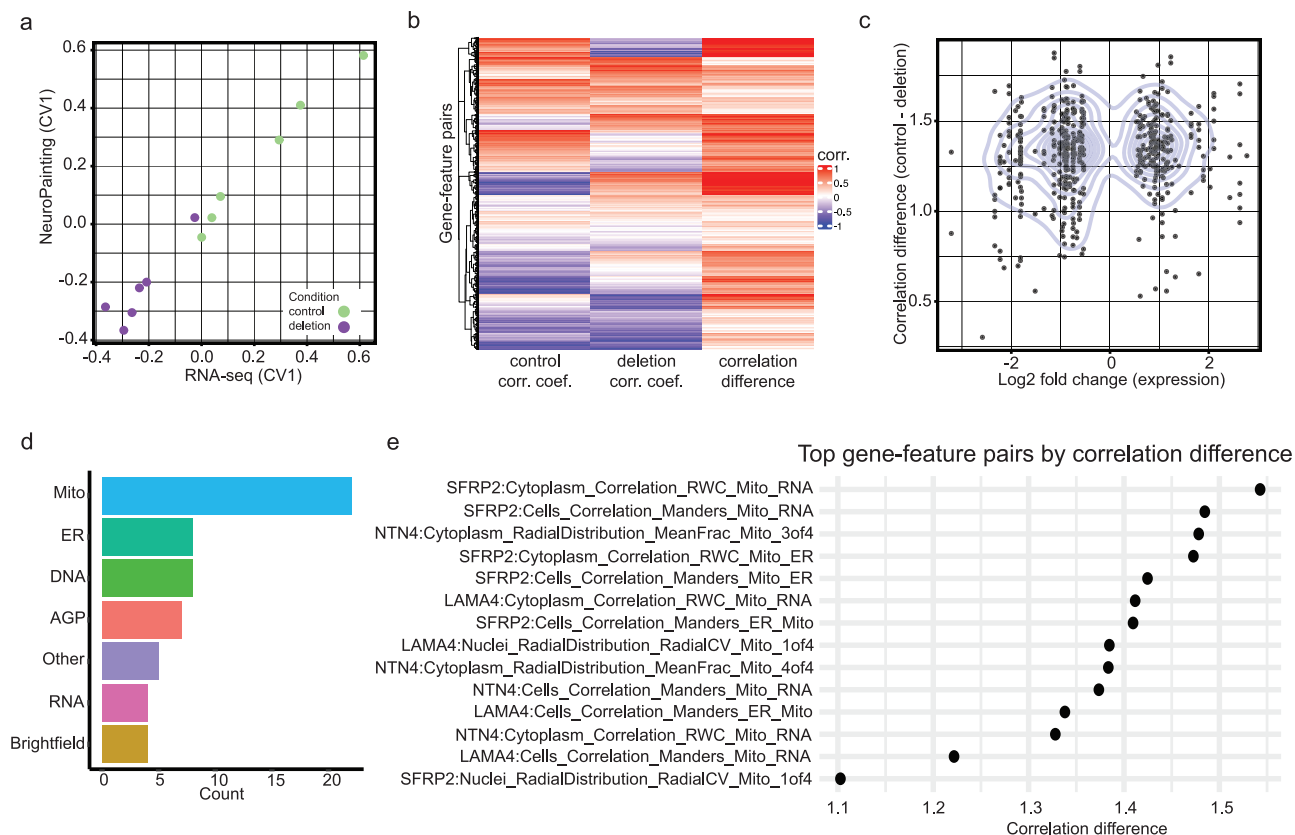 a
NeuroPainting (CV1)
0.6
0.4
0.2
0.0
-0.2
-0.4
-0.4
-0.2
0.0
0.2
0.4
0.6
RNA-seq (CV1)
Condition
control
deletion
b
Gene-feature pairs
control
corr. coef.
deletion
corr. coef.
correlation
difference
corr.
1
0.5
0
-0.5
-1
c
Correlation difference (control - deletion)
1.5
1.0
0.5
-2
-1
0
1
2
Log2 fold change (expression)
d
Mito
ER
DNA
AGP
Other
RNA
Brightfield
0
5
10
15
20
Count
e
Top gene-feature pairs by correlation difference
SFRP2:Cytoplasm_Correlation_RWC_Mito_RNA
SFRP2:Cells_Correlation_Manders_Mito_RNA
NTN4:Cytoplasm_RadialDistribution_MeanFrac_Mito_3of4
SFRP2:Cytoplasm_Correlation_RWC_Mito_ER
SFRP2:Cells_Correlation_Manders_Mito_ER
LAMA4:Cytoplasm_Correlation_RWC_Mito_RNA
SFRP2:Cells_Correlation_Manders_ER_Mito
LAMA4:Nuclei_RadialDistribution_RadialCV_Mito_1of4
NTN4:Cytoplasm_RadialDistribution_MeanFrac_Mito_4of4
NTN4:Cells_Correlation_Manders_Mito_RNA
LAMA4:Cells_Correlation_Manders_ER_Mito
NTN4:Cytoplasm_Correlation_RWC_Mito_RNA
LAMA4:Cells_Correlation_Manders_Mito_RNA
SFRP2:Nuclei_RadialDistribution_RadialCV_Mito_1of4
1.1
1.2
1.3
1.4
1.5
Correlation difference